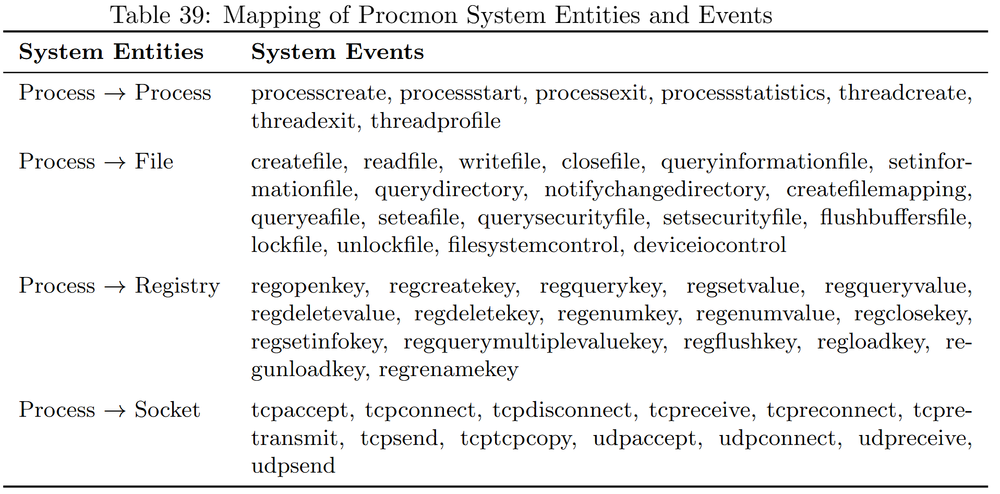 Table 39: Mapping of Procmon System Entities and Events
System Entities System Events
Process → Process processcreate, processstart, processexit, processstatistics, threadcreate,
threadexit, threadprofile
Process → File createfile, readfile, writefile, closefile, queryinformationfile, setinfor-
mationfile, querydirectory, notifychangedirectory, createfilemapping,
queryeafile, seteafile, querysecurityfile, setsecurityfile, flushbuffersfile,
lockfile, unlockfile, filesystemcontrol, deviceiocontrol
Process → Registry regopenkey, regcreatekey, regquerykey, regsetvalue, regqueryvalue,
regdeletevalue, regdeletekey, regenumkey, regenumvalue, regclosekey,
regsetinfokey, regquerymultiplevaluekey, regflushkey, regloadkey, re-
gunloadkey, regrenamekey
Process → Socket tcpaccept, tcpconnect, tcpdisconnect, tcpreceive, tcpreconnect, tcpre-
transmit, tcpsend, tcptcpcopy, udpaccept, udpconnect, udpreceive,
udpsend